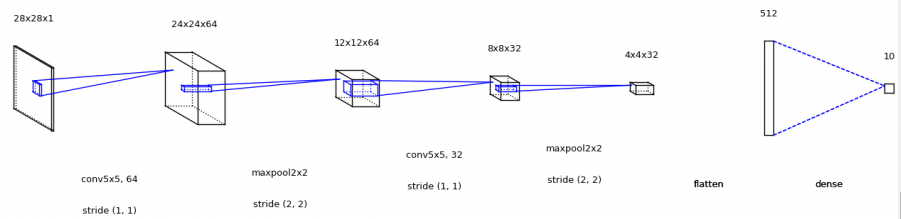 28x28x1
24x24x64
12x12x64
8x8x32
4x4x32
512
10
conv5x5, 64
stride (1, 1)
maxpool2x2
stride (2, 2)
conv5x5, 32
stride (1, 1)
maxpool2x2
stride (2, 2)
flatten
dense